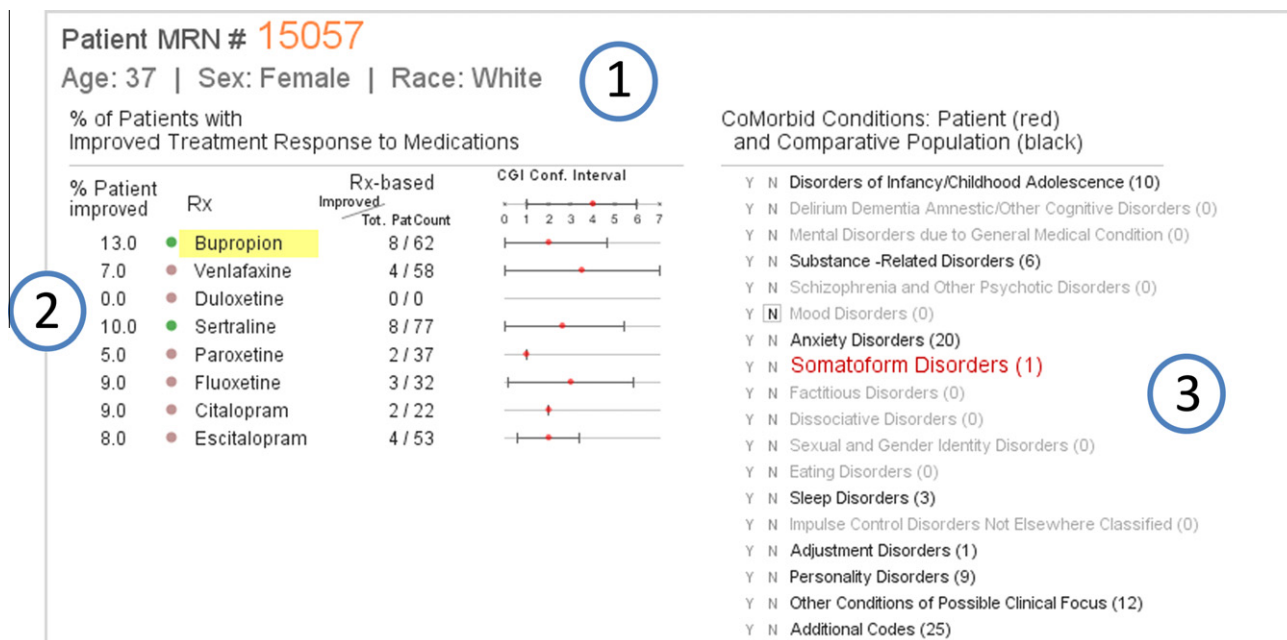 Patient MRN # 15057
Age: 37 | Sex: Female | Race: White
1
% of Patients with
Improved Treatment Response to Medications
% Patient
improved
Rx
Rx-based
Improved
Tot. PatCount
CGI Conf. Interval
0 1 2 3 4 5 6 7
13.0 Bupropion 8 / 62
7.0 Venlafaxine 4 / 58
0.0 Duloxetine 0 / 0
10.0 Sertraline 8 / 77
5.0 Paroxetine 2 / 37
9.0 Fluoxetine 3 / 32
9.0 Citalopram 2 / 22
8.0 Escitalopram 4 / 53
2
CoMorbid Conditions: Patient (red)
and Comparative Population (black)
Y N Disorders of Infancy/Childhood Adolescence (10)
Y N Delirium Dementia Amnestic/Other Cognitive Disorders (0)
Y N Mental Disorders due to General Medical Condition (0)
Y N Substance -Related Disorders (6)
Y N Schizophrenia and Other Psychotic Disorders (0)
Y N Mood Disorders (0)
Y N Anxiety Disorders (20)
Y N Somatoform Disorders (1)
Y N Factitious Disorders (0)
Y N Dissociative Disorders (0)
Y N Sexual and Gender Identity Disorders (0)
Y N Eating Disorders (0)
Y N Sleep Disorders (3)
Y N Impulse Control Disorders Not Elsewhere Classified (0)
Y N Adjustment Disorders (1)
Y N Personality Disorders (9)
Y N Other Conditions of Possible Clinical Focus (12)
Y N Additional Codes (25)
3